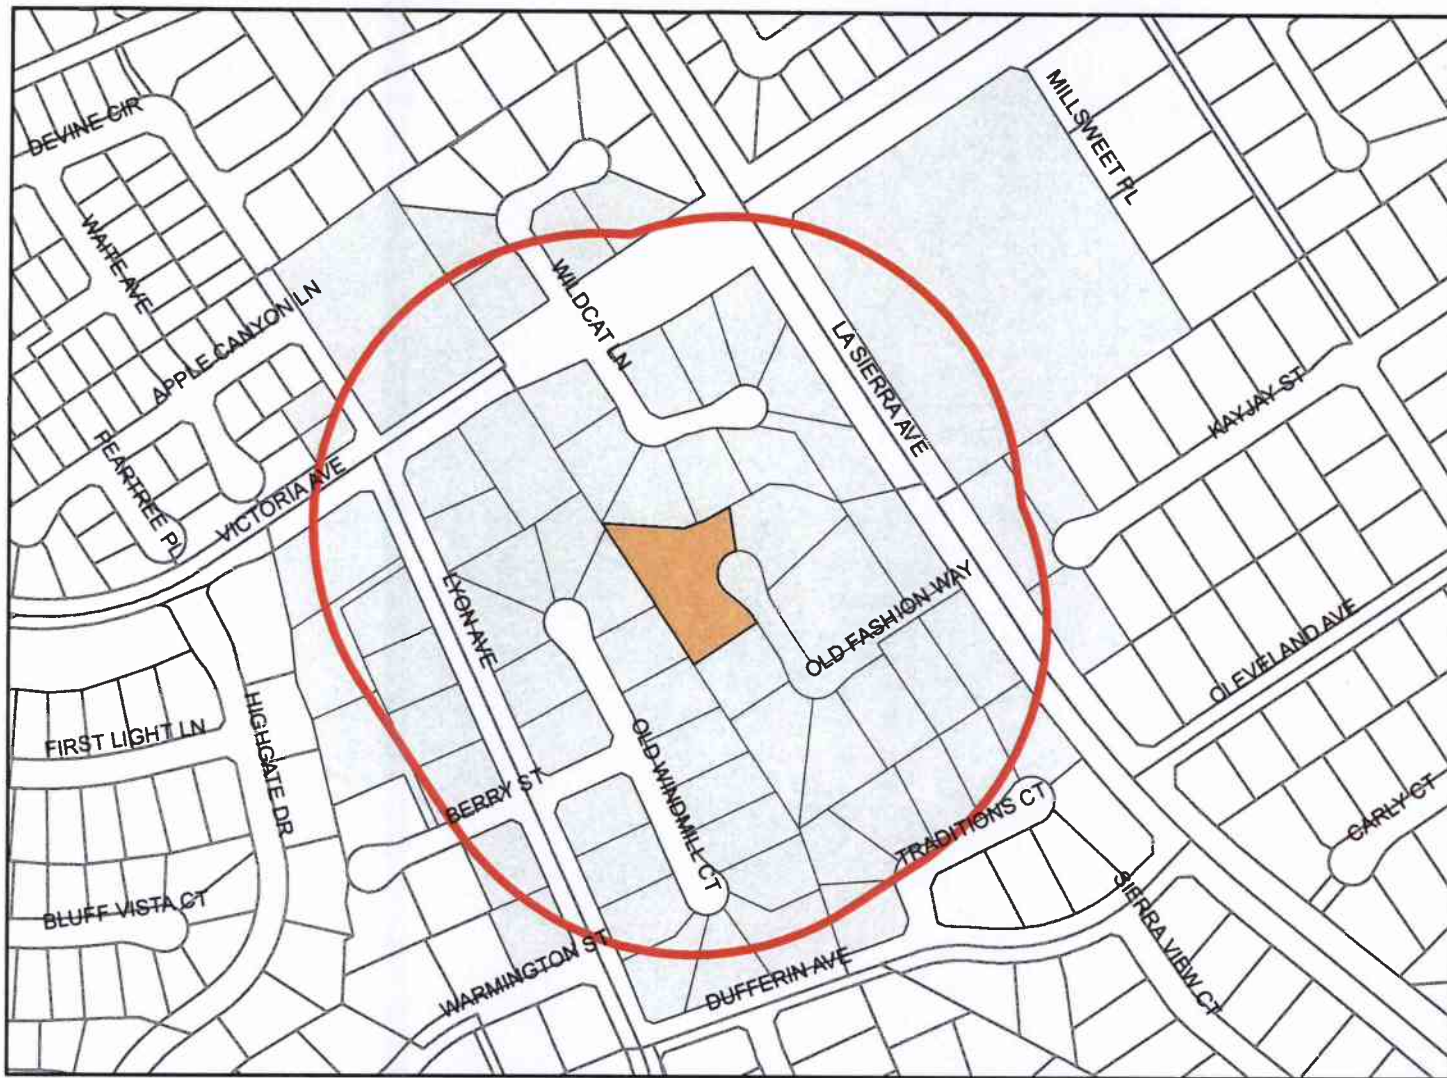 MILLSWEET PL
DEVINE CIR
WAITE AVE
WILDCAT LN
APPLE CANYON LN
LA SIERRA AVE
KAYJAY ST
PEARTREE PL
VICTORIA AVE
LYON AVE
OLD FASHION WAY
CLEVELAND AVE
FIRST LIGHT LN
HIGHGATE DR
OLD WINDMILL CT
BERRY ST
TRADITIONS CT
CARLY CT
BLUFF VISTA CT
SIERRA VIEW CT
WARMINGTON ST
DUFFERIN AVE